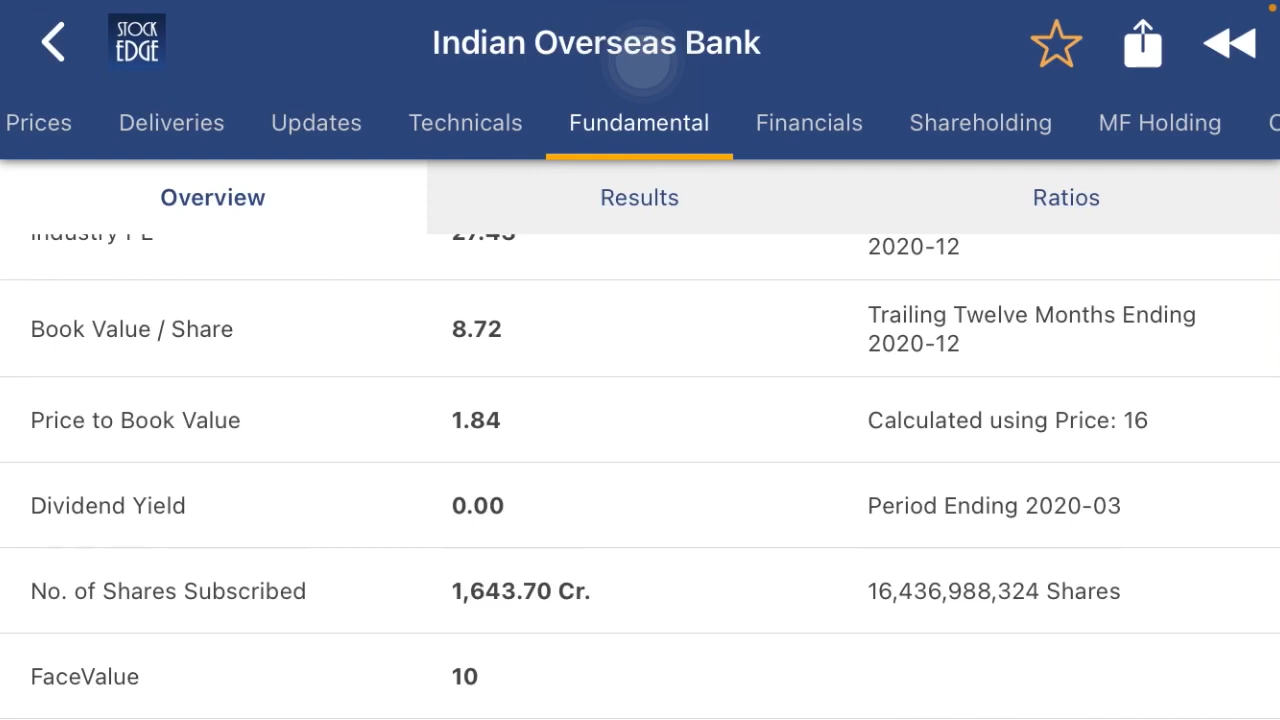 STOCK
EDGE
Indian Overseas Bank
Prices Deliveries Updates Technicals Fundamental Financials Shareholding MF Holding
Overview Results Ratios
2020-12
Book Value / Share 8.72 Trailing Twelve Months Ending
2020-12
Price to Book Value 1.84 Calculated using Price: 16
Dividend Yield 0.00 Period Ending 2020-03
No. of Shares Subscribed 1,643.70 Cr. 16,436,988,324 Shares
FaceValue 10